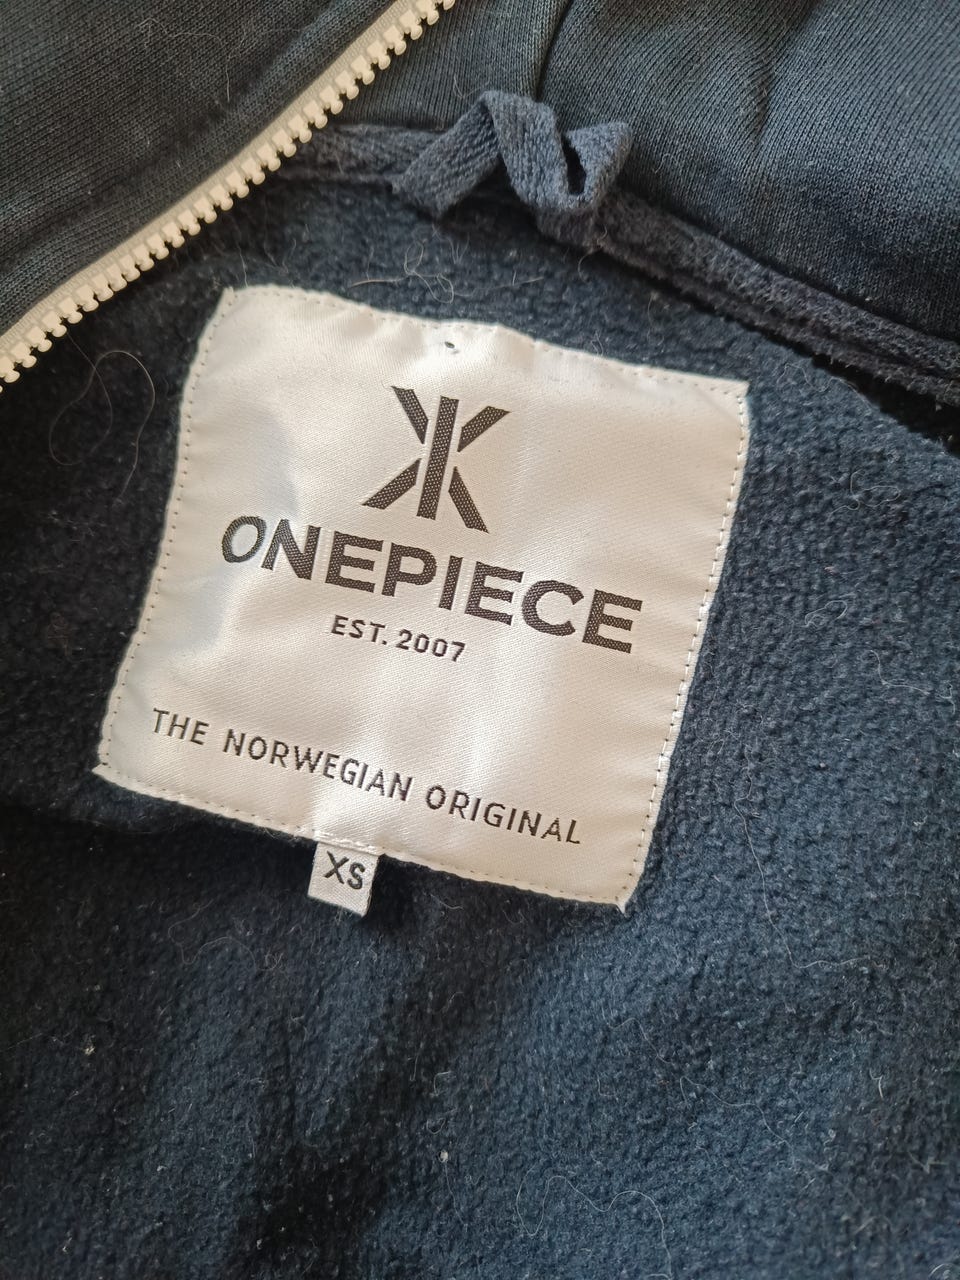 ONEPIECE
EST. 2007
THE NORWEGIAN ORIGINAL
XS